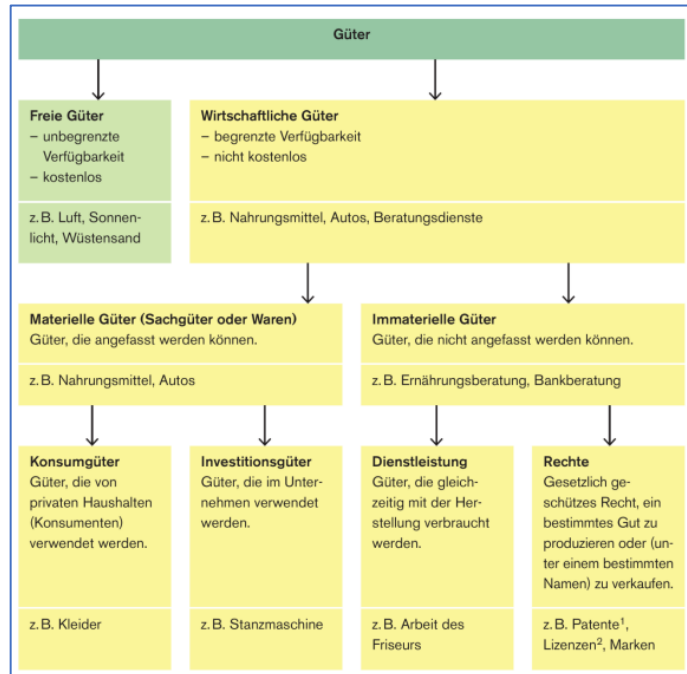 Güter
Freie Güter
– unbegrenzte
Verfügbarkeit
– kostenlos
z. B. Luft, Sonnen-
licht, Wüstensand
Wirtschaftliche Güter
– begrenzte Verfügbarkeit
– nicht kostenlos
z. B. Nahrungsmittel, Autos, Beratungsdienste
Materielle Güter (Sachgüter oder Waren)
Güter, die angefasst werden können.
z. B. Nahrungsmittel, Autos
Immaterielle Güter
Güter, die nicht angefasst werden können.
z. B. Ernährungsberatung, Bankberatung
Konsumgüter
Güter, die von
privaten Haushalten
(Konsumenten)
verwendet werden.
z. B. Kleider
Investitionsgüter
Güter, die im Unter-
nehmen verwendet
werden.
z. B. Stanzmaschine
Dienstleistung
Güter, die gleich-
zeitig mit der Her-
stellung verbraucht
werden.
z. B. Arbeit des
Friseurs
Rechte
Gesetzlich ge-
schützes Recht, ein
bestimmtes Gut zu
produzieren oder (un-
ter einem bestimmten
Namen) zu verkaufen.
z. B. Patente¹,
Lizenzen², Marken